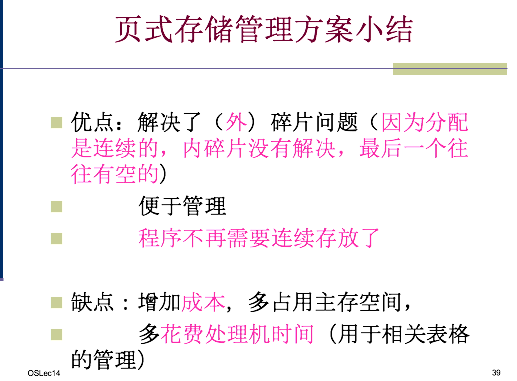 页式存储管理方案小结
优点：解决了（外）碎片问题（因为分配
是连续的，内碎片没有解决，最后一个往
往有空的)
便于管理
程序不再需要连续存放了
缺点：增加成本，多占用主存空间，
多花费处理机时间（用于相关表格
的管理)
OSLec14
39